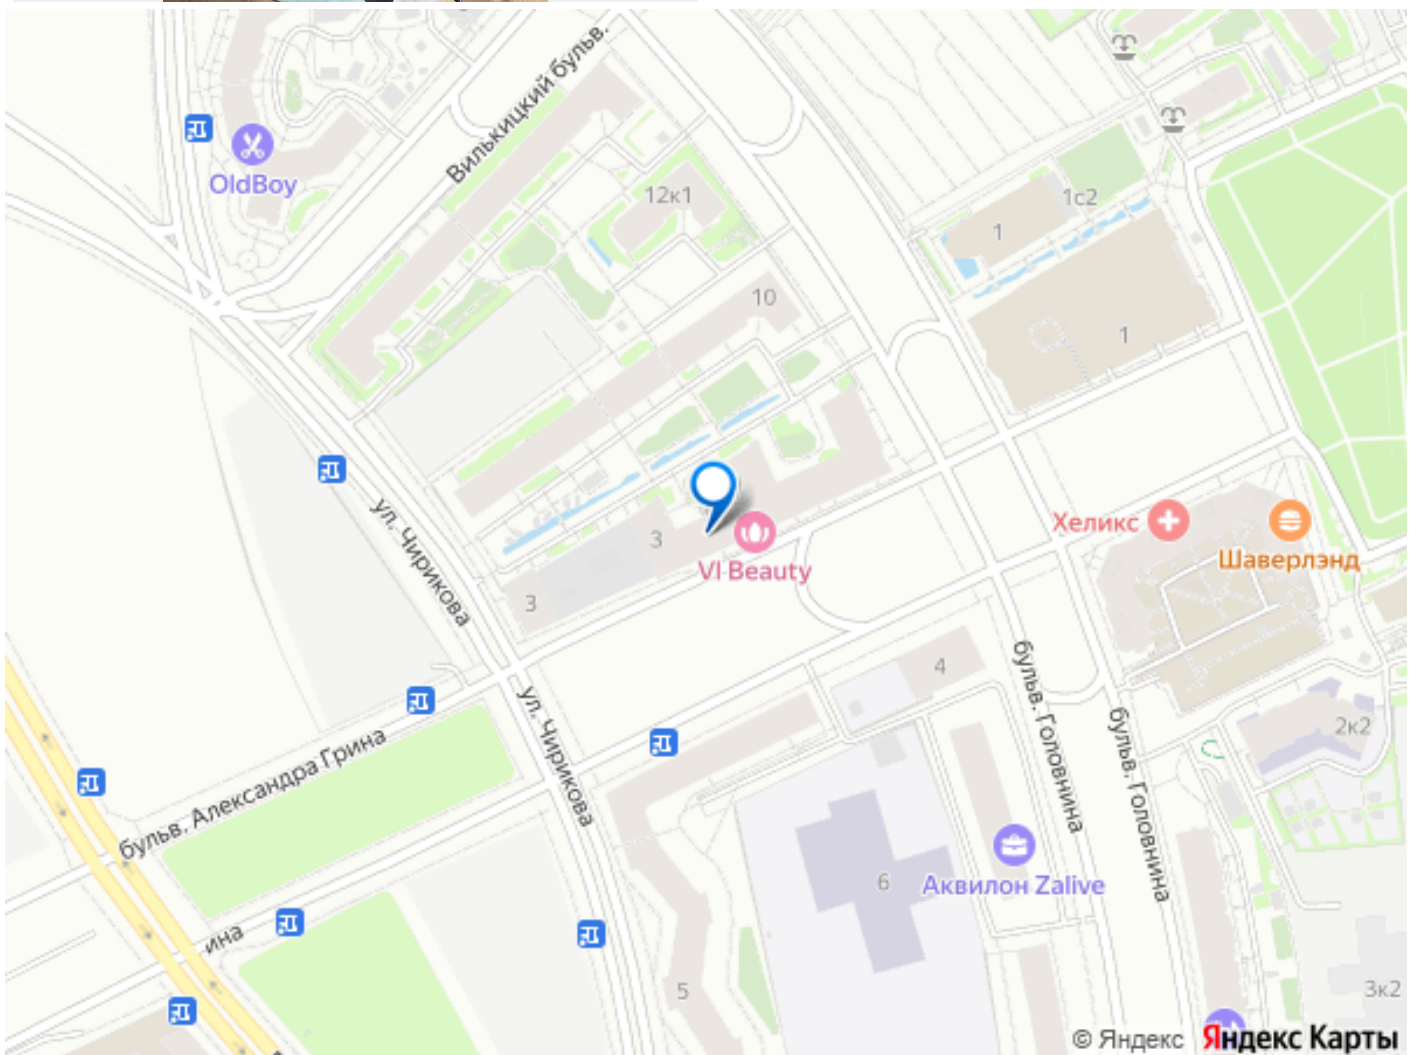 Вилькицкий бульв.
OldBoy
12к1
1с2
1
10
1
ул. Чирикова
Хеликс
Шаверлэнд
3
VI Beauty
3
4
бульв. Головнина
ул. Чирикова
бульв. Головнина
2к2
бульв. Александра Грина
6
Аквилон Zalive
ина
5
3к2
© Яндекс Яндекс Карты